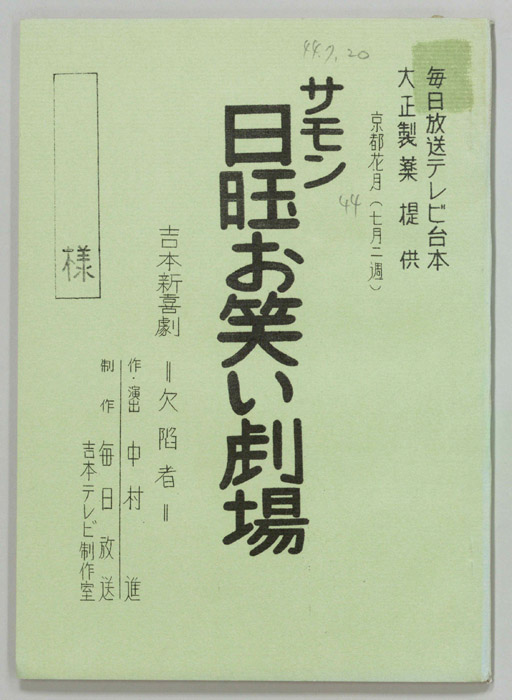 44.7.20
毎日放送テレビ台本
大正製薬提供
京都花月(七月二週)
44
サモン
日旺お笑い劇場
吉本新喜劇 =欠陥者=
作・演出 中村 進
制作 毎日放送
吉本テレビ制作室
様